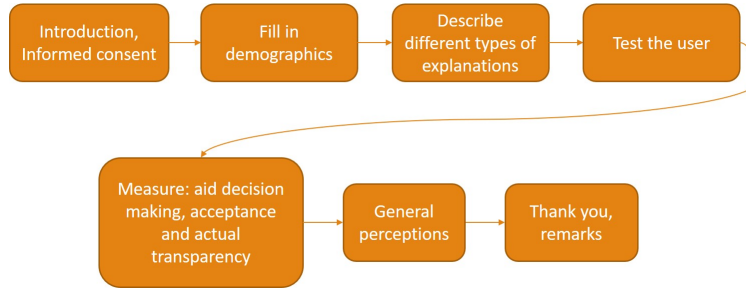 Introduction,
Informed consent
Fill in
demographics
Describe
different types of
explanations
Test the user
Measure: aid decision
making, acceptance
and actual
transparency
General
perceptions
Thank you,
remarks